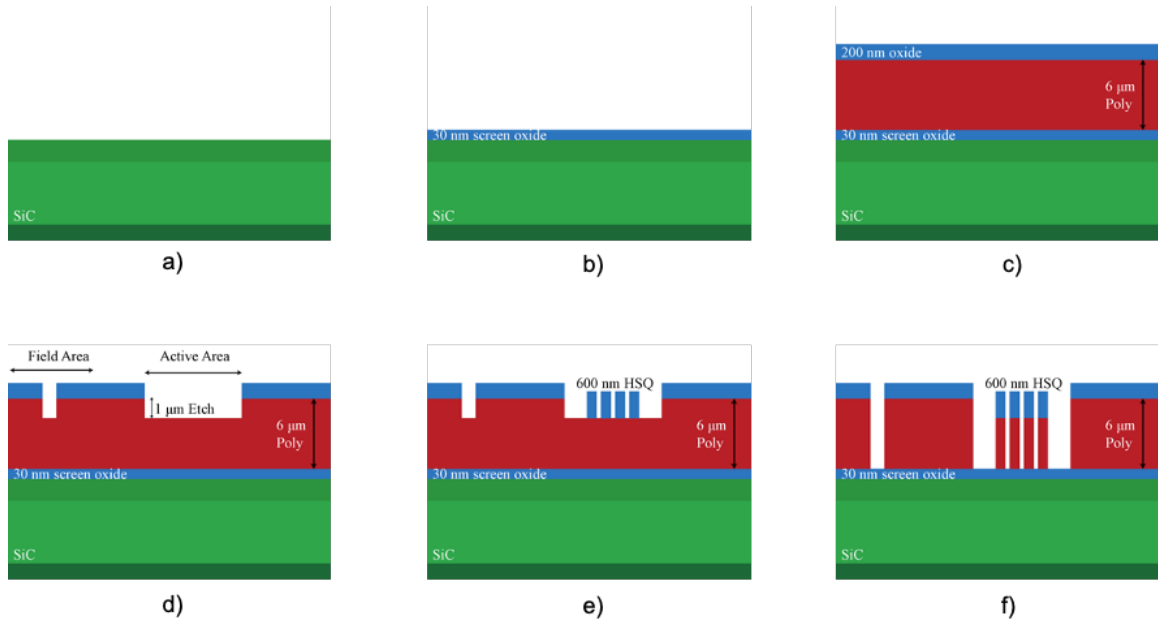 SiC
a)
30 nm screen oxide
SiC
b)
200 nm oxide
6 μm
Poly
30 nm screen oxide
SiC
c)
Field Area
Active Area
1 μm Etch
6 μm
Poly
30 nm screen oxide
SiC
d)
600 nm HSQ
6 μm
Poly
30 nm screen oxide
SiC
e)
600 nm HSQ
6 μm
Poly
30 nm screen oxide
SiC
f)